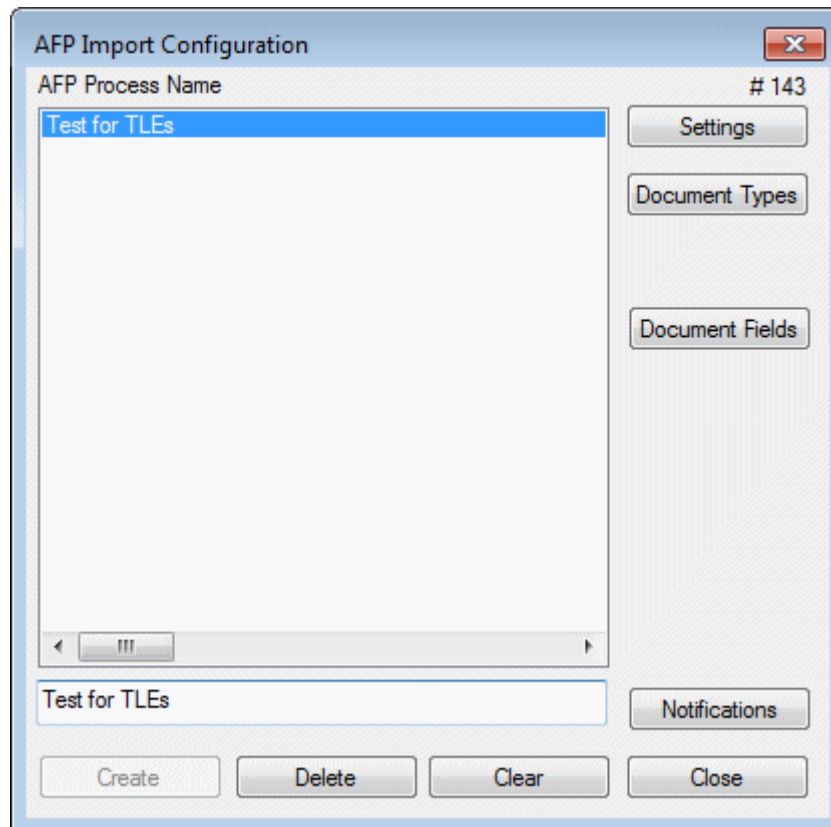 AFP Import Configuration
AFP Process Name
# 143
Test for TLEs
Settings
Document Types
Document Fields
Test for TLEs
Notifications
Create
Delete
Clear
Close